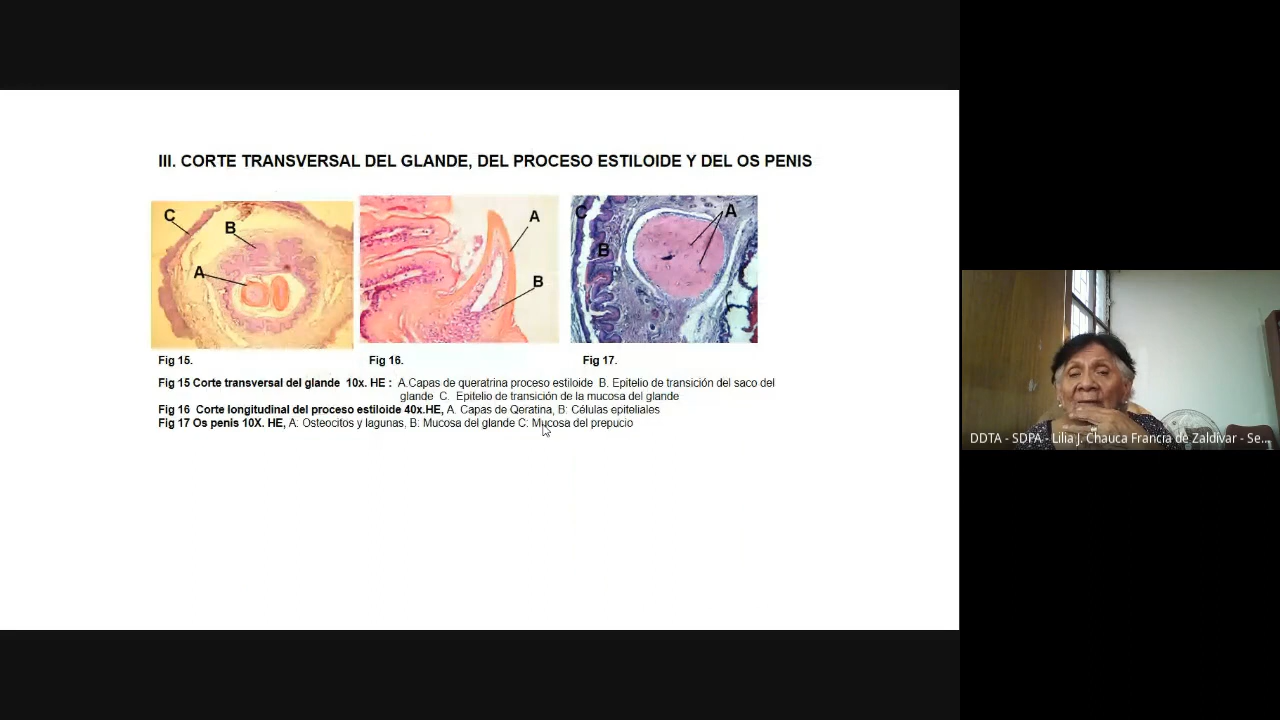 III. CORTE TRANSVERSAL DEL GLANDE, DEL PROCESO ESTILOIDE Y DEL OS PENIS
C
B
A
A
B
C
B
A
Fig 15.
Fig 16.
Fig 17.
Fig 15 Corte transversal del glande 10x. HE : A.Capas de queratrina proceso estiloide B. Epitelio de transición del saco del
glande C. Epitelio de transición de la mucosa del glande
Fig 16 Corte longitudinal del proceso estiloide 40x.HE, A. Capas de Qeratina, B: Células epiteliales
Fig 17 Os penis 10X. HE, A: Osteocitos y lagunas, B: Mucosa del glande C: Mucosa del prepucio
DDTA - SDPA - Lilia J. Chauca Francia de Zaldivar - Se...